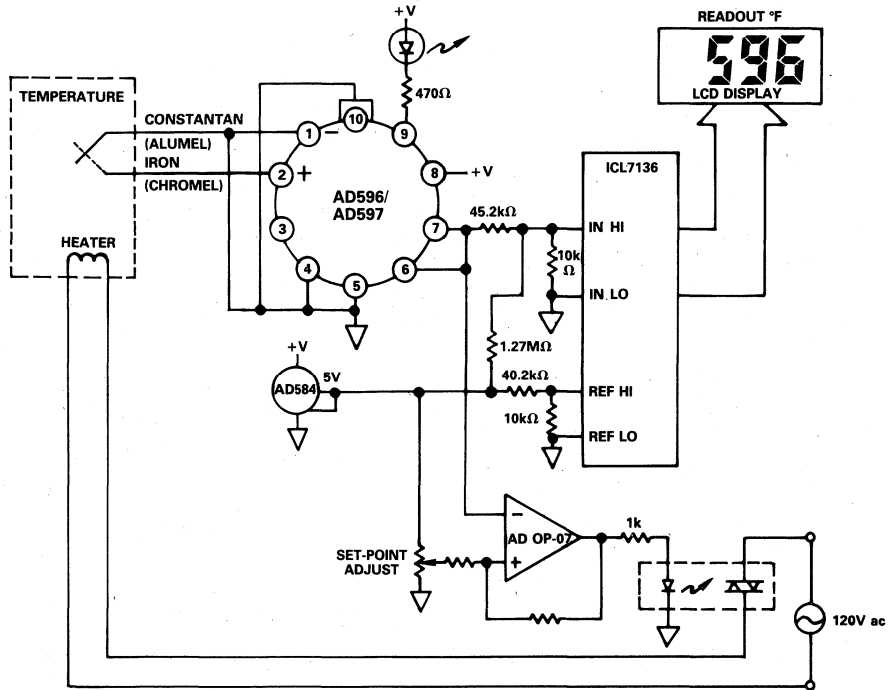 +V
READOUT °F
596
LCD DISPLAY
470Ω
TEMPERATURE
CONSTANTAN
(ALUMEL)
IRON
(CHROMEL)
HEATER
1
−
10
9
2
+
8
+V
3
AD596/
AD597
7
4
5
6
45.2kΩ
ICL7136
IN HI
10k
Ω
IN LO
1.27MΩ
+V
AD584
5V
40.2kΩ
REF HI
10kΩ
REF LO
−
AD OP-07
+
1k
SET-POINT
ADJUST
120V ac